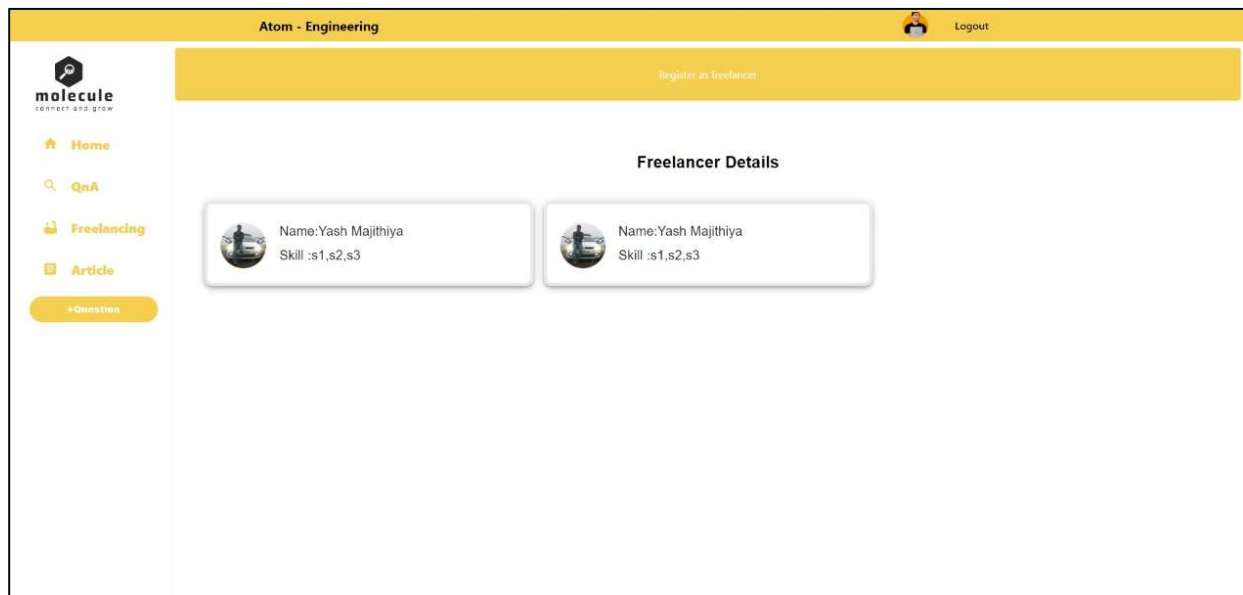 Atom - Engineering
Logout
molecule
connect and grow
Register as freelancer
Home
QnA
Freelancing
Article
+Question
Freelancer Details
Name:Yash Majithiya
Skill :s1,s2,s3
Name:Yash Majithiya
Skill :s1,s2,s3